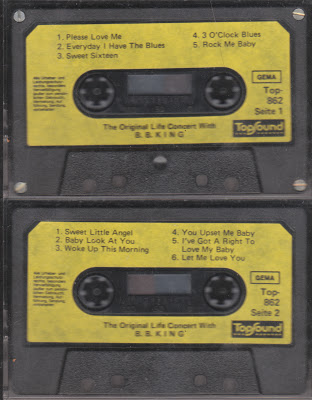 1. Please Love Me
2. Everyday I Have The Blues
3. Sweet Sixteen
4. 3 O'Clock Blues
5. Rock Me Baby
GEMA
Top-
862
Seite 1
The Original Life Concert With
B. B. KING
TopSound
1. Sweet Little Angel
2. Baby Look At You
3. Woke Up This Morning
4. You Upset Me Baby
5. I've Got A Right To
Love My Baby
6. Let Me Love You
GEMA
Top-
862
Seite 2
The Original Life Concert With
B. B. KING
TopSound